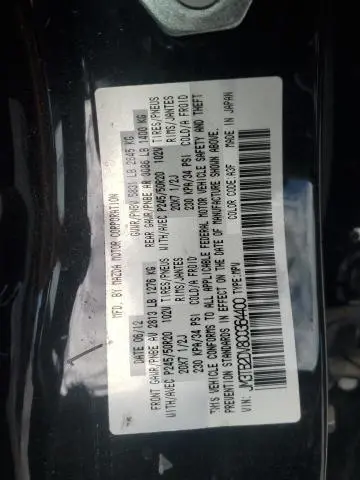 MFD. BY MAZDA MOTOR CORPORATION
DATE 06/12 GVWR/PNBV 5831 LB 2645 KG
FRONT GAWR/PNBE AV 2813 LB 1276 KG REAR GAWR/PNBE AR 3086 LB 1400 KG
WITH/AVEC P245/50R20 102V TIRES/PNEUS WITH/AVEC P245/50R20 102V TIRES/PNEUS
20X7 1/2J RIMS/JANTES 20X7 1/2J RIMS/JANTES
230 KPA/34 PSI COLD/A FROID 230 KPA/34 PSI COLD/A FROID
THIS VEHICLE CONFORMS TO ALL APPLICABLE FEDERAL MOTOR VEHICLE SAFETY AND THEFT
PREVENTION STANDARDS IN EFFECT ON THE DATE OF MANUFACTURE SHOWN ABOVE.
TYPE: MPV COLOR CODE: A3F MADE IN JAPAN
VIN: